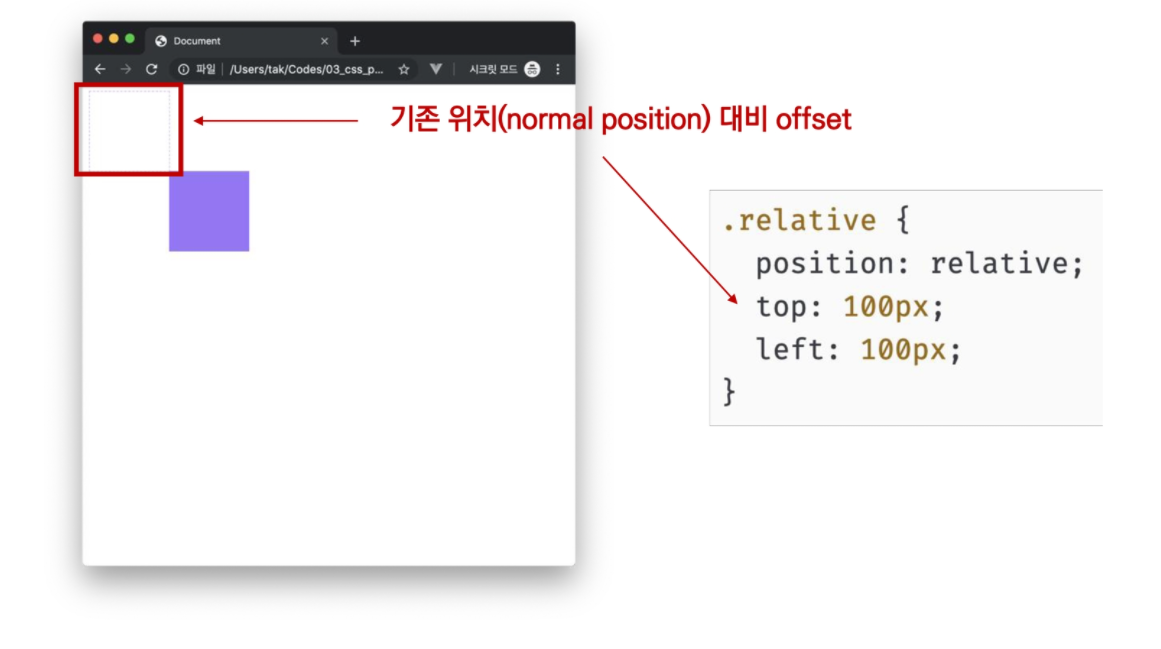 Document
파일 /Users/tak/Codes/03_css_p... 시크릿 모드
기존 위치(normal position) 대비 offset
.relative {
position: relative;
top: 100px;
left: 100px;
}